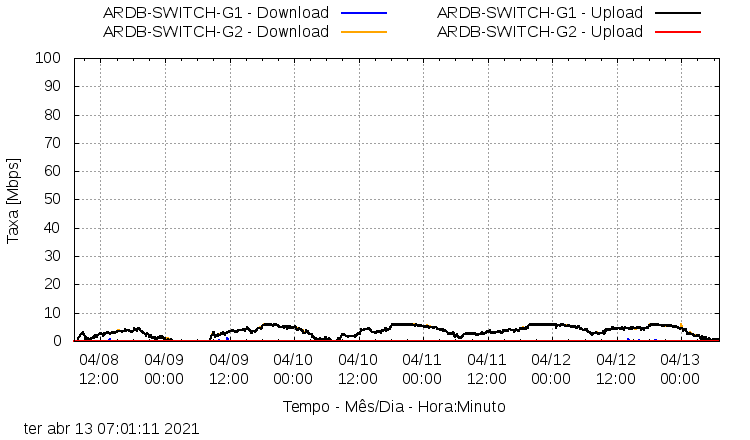 ARDB-SWITCH-G1 - Download ARDB-SWITCH-G1 - Upload
ARDB-SWITCH-G2 - Download ARDB-SWITCH-G2 - Upload
100
90
80
70
60
50
40
30
20
10
0
Taxa [Mbps]
04/08 04/09 04/09 04/10 04/10 04/11 04/11 04/12 04/12 04/13
12:00 00:00 12:00 00:00 12:00 00:00 12:00 00:00 12:00 00:00
Tempo - Mês/Dia - Hora:Minuto
ter abr 13 07:01:11 2021